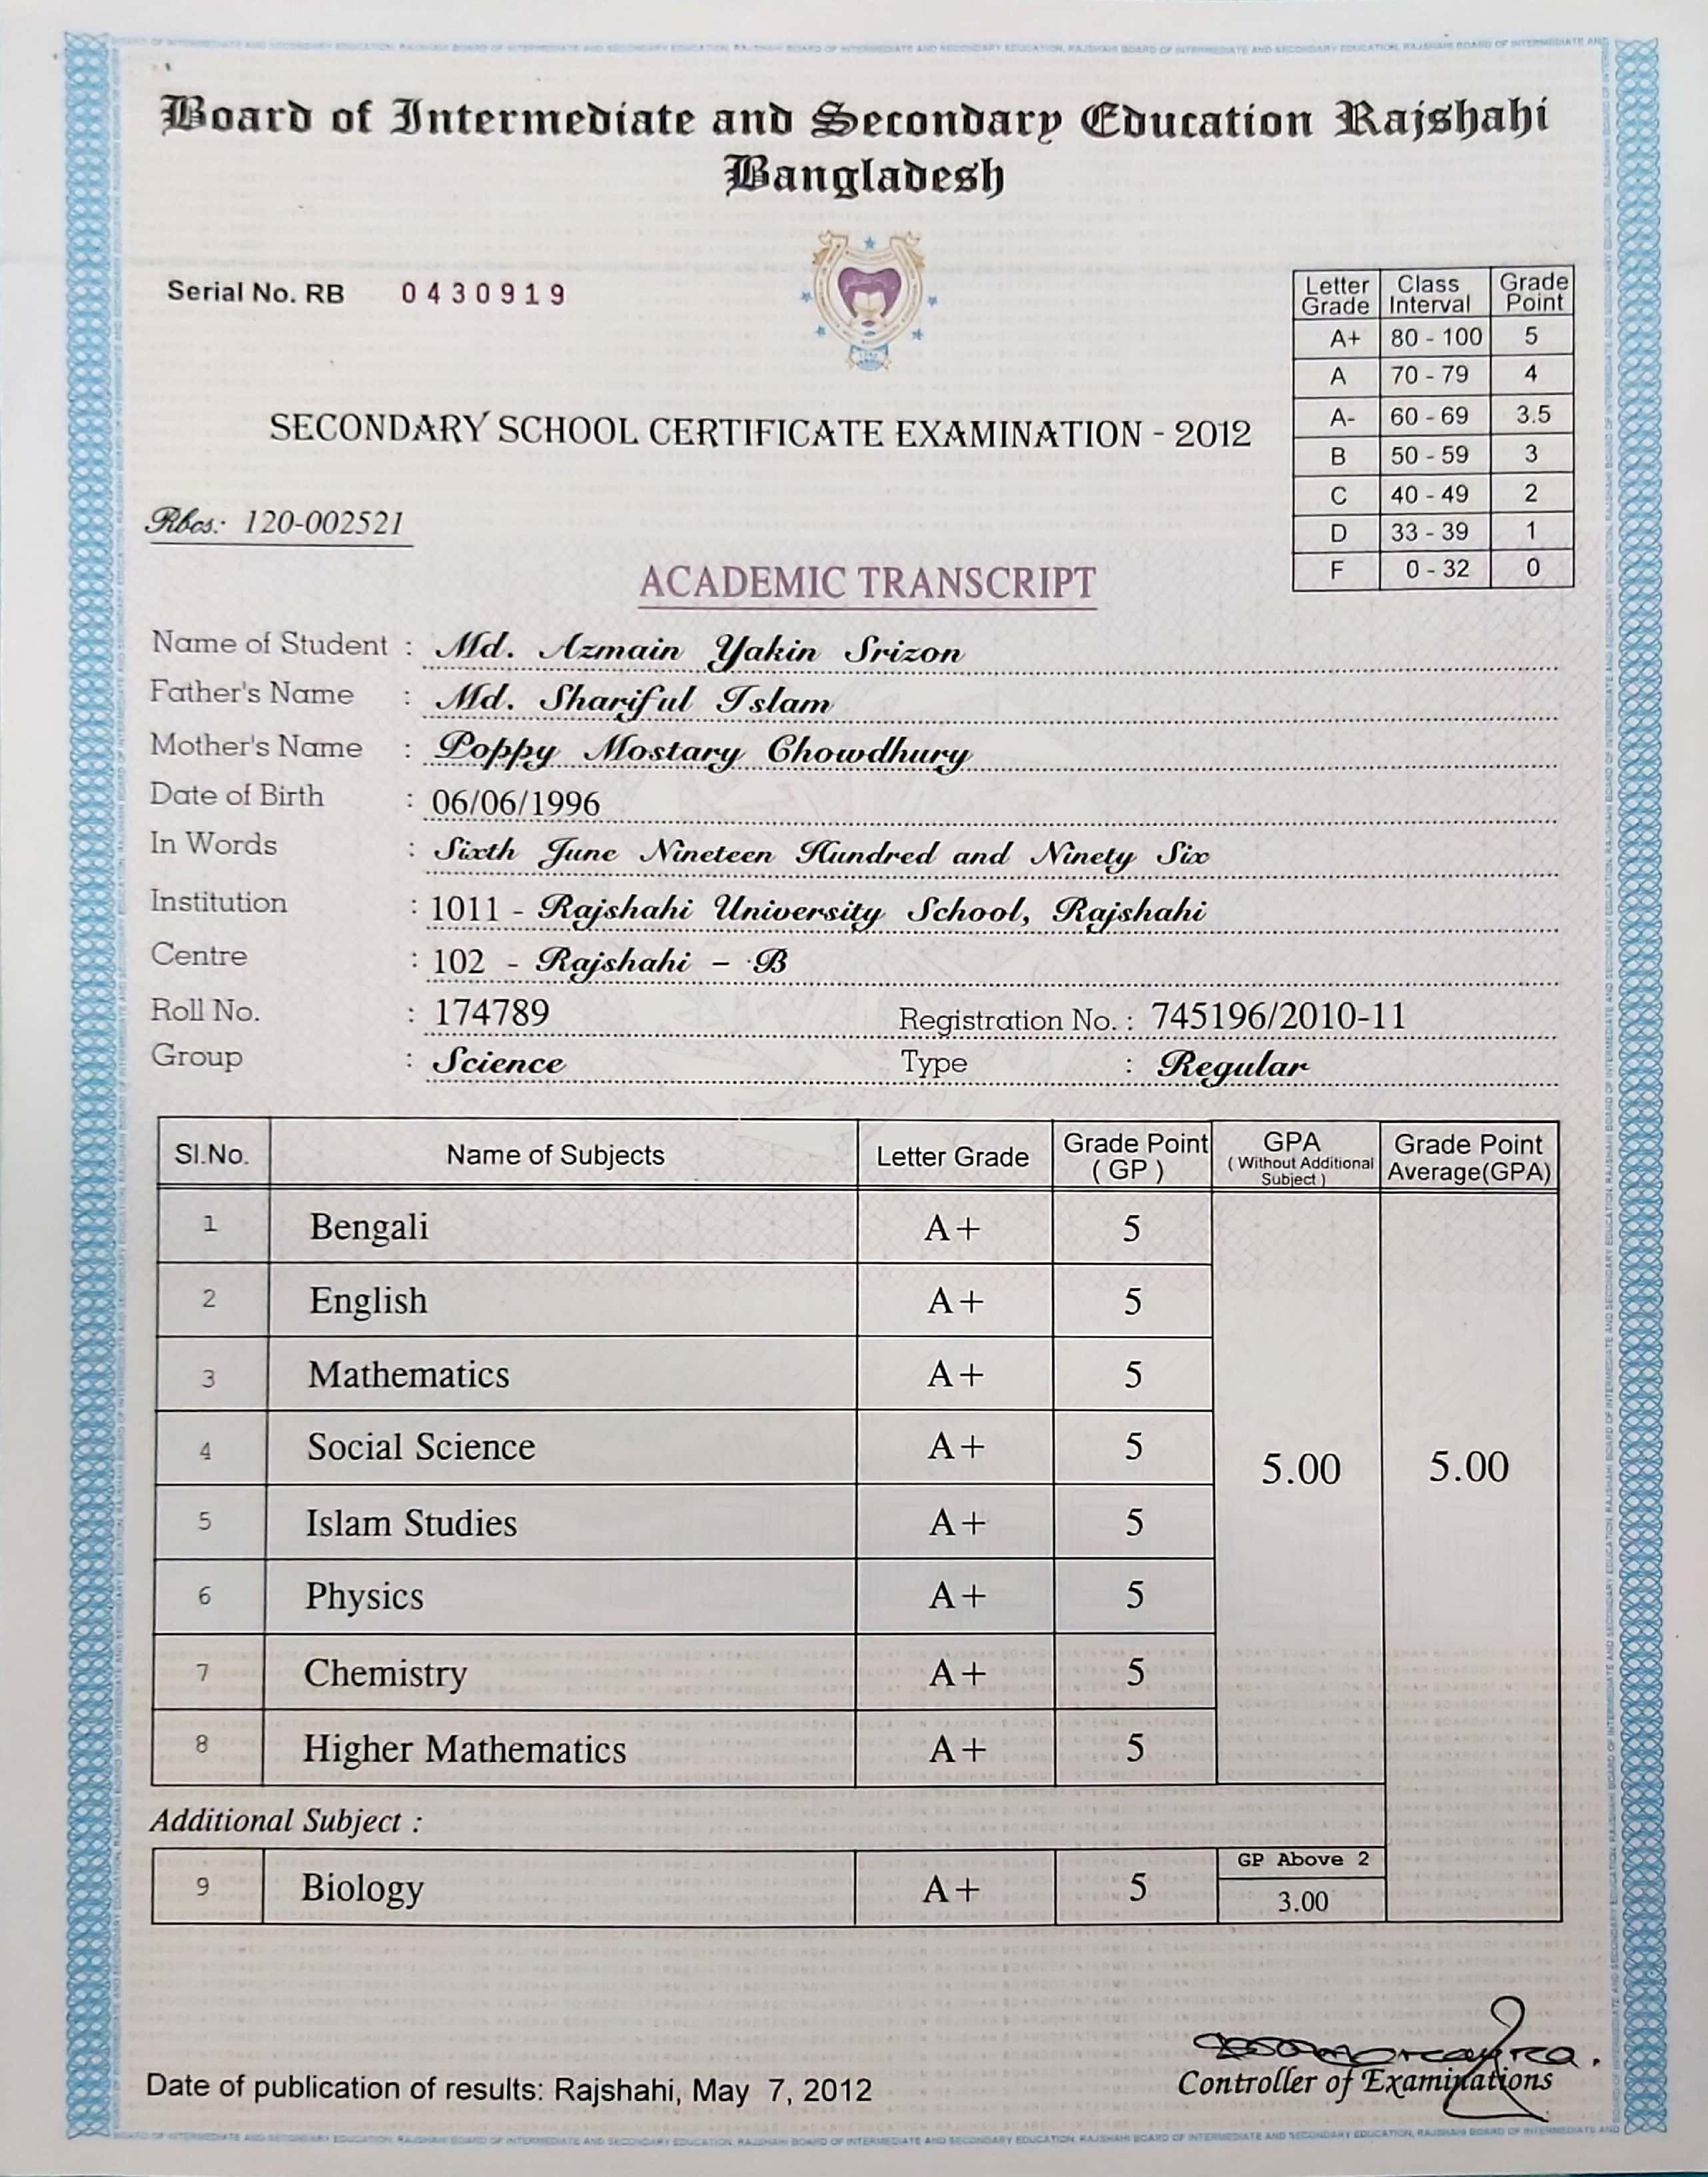 Board of Intermediate and Secondary Education Rajshahi
Bangladesh
Serial No. RB 0430919
Letter Grade Class Interval Grade Point
A+ 80 - 100 5
A 70 - 79 4
A- 60 - 69 3.5
B 50 - 59 3
C 40 - 49 2
D 33 - 39 1
F 0 - 32 0
SECONDARY SCHOOL CERTIFICATE EXAMINATION - 2012
Rbcs: 120-002521
ACADEMIC TRANSCRIPT
Name of Student : Md. Azmain Yakin Srizon
Father's Name : Md. Shariful Islam
Mother's Name : Poppy Mostary Chowdhury
Date of Birth : 06/06/1996
In Words : Sixth June Nineteen Hundred and Ninety Six
Institution : 1011 - Rajshahi University School, Rajshahi
Centre : 102 - Rajshahi - B
Roll No. : 174789 Registration No. : 745196/2010-11
Group : Science Type : Regular
Sl.No. Name of Subjects Letter Grade Grade Point (GP) GPA (Without Additional Subject) Grade Point Average(GPA)
1 Bengali A+ 5
2 English A+ 5
3 Mathematics A+ 5
4 Social Science A+ 5 5.00 5.00
5 Islam Studies A+ 5
6 Physics A+ 5
7 Chemistry A+ 5
8 Higher Mathematics A+ 5
Additional Subject :
9 Biology A+ 5 GP Above 2 3.00
Date of publication of results: Rajshahi, May 7, 2012
Controller of Examinations